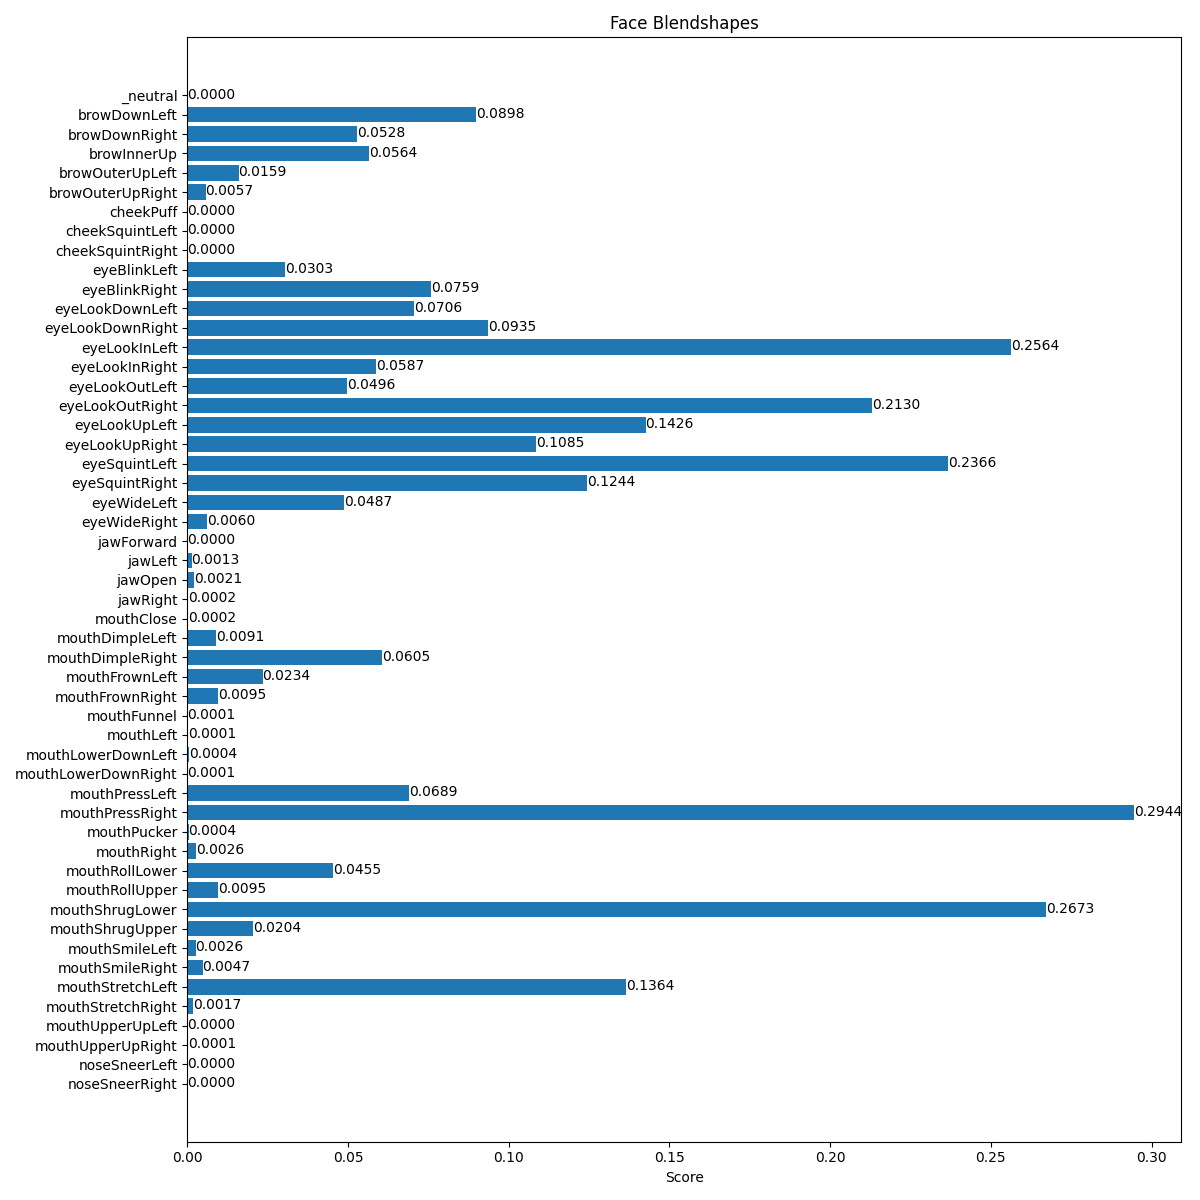 Face Blendshapes
_neutral 0.0000
browDownLeft 0.0898
browDownRight 0.0528
browInnerUp 0.0564
browOuterUpLeft 0.0159
browOuterUpRight 0.0057
cheekPuff 0.0000
cheekSquintLeft 0.0000
cheekSquintRight 0.0000
eyeBlinkLeft 0.0303
eyeBlinkRight 0.0759
eyeLookDownLeft 0.0706
eyeLookDownRight 0.0935
eyeLookInLeft 0.2564
eyeLookInRight 0.0587
eyeLookOutLeft 0.0496
eyeLookOutRight 0.2130
eyeLookUpLeft 0.1426
eyeLookUpRight 0.1085
eyeSquintLeft 0.2366
eyeSquintRight 0.1244
eyeWideLeft 0.0487
eyeWideRight 0.0060
jawForward 0.0000
jawLeft 0.0013
jawOpen 0.0021
jawRight 0.0002
mouthClose 0.0002
mouthDimpleLeft 0.0091
mouthDimpleRight 0.0605
mouthFrownLeft 0.0234
mouthFrownRight 0.0095
mouthFunnel 0.0001
mouthLeft 0.0001
mouthLowerDownLeft 0.0004
mouthLowerDownRight 0.0001
mouthPressLeft 0.0689
mouthPressRight 0.2944
mouthPucker 0.0004
mouthRight 0.0026
mouthRollLower 0.0455
mouthRollUpper 0.0095
mouthShrugLower 0.2673
mouthShrugUpper 0.0204
mouthSmileLeft 0.0026
mouthSmileRight 0.0047
mouthStretchLeft 0.1364
mouthStretchRight 0.0017
mouthUpperUpLeft 0.0000
mouthUpperUpRight 0.0001
noseSneerLeft 0.0000
noseSneerRight 0.0000
0.00 0.05 0.10 0.15 0.20 0.25 0.30
Score